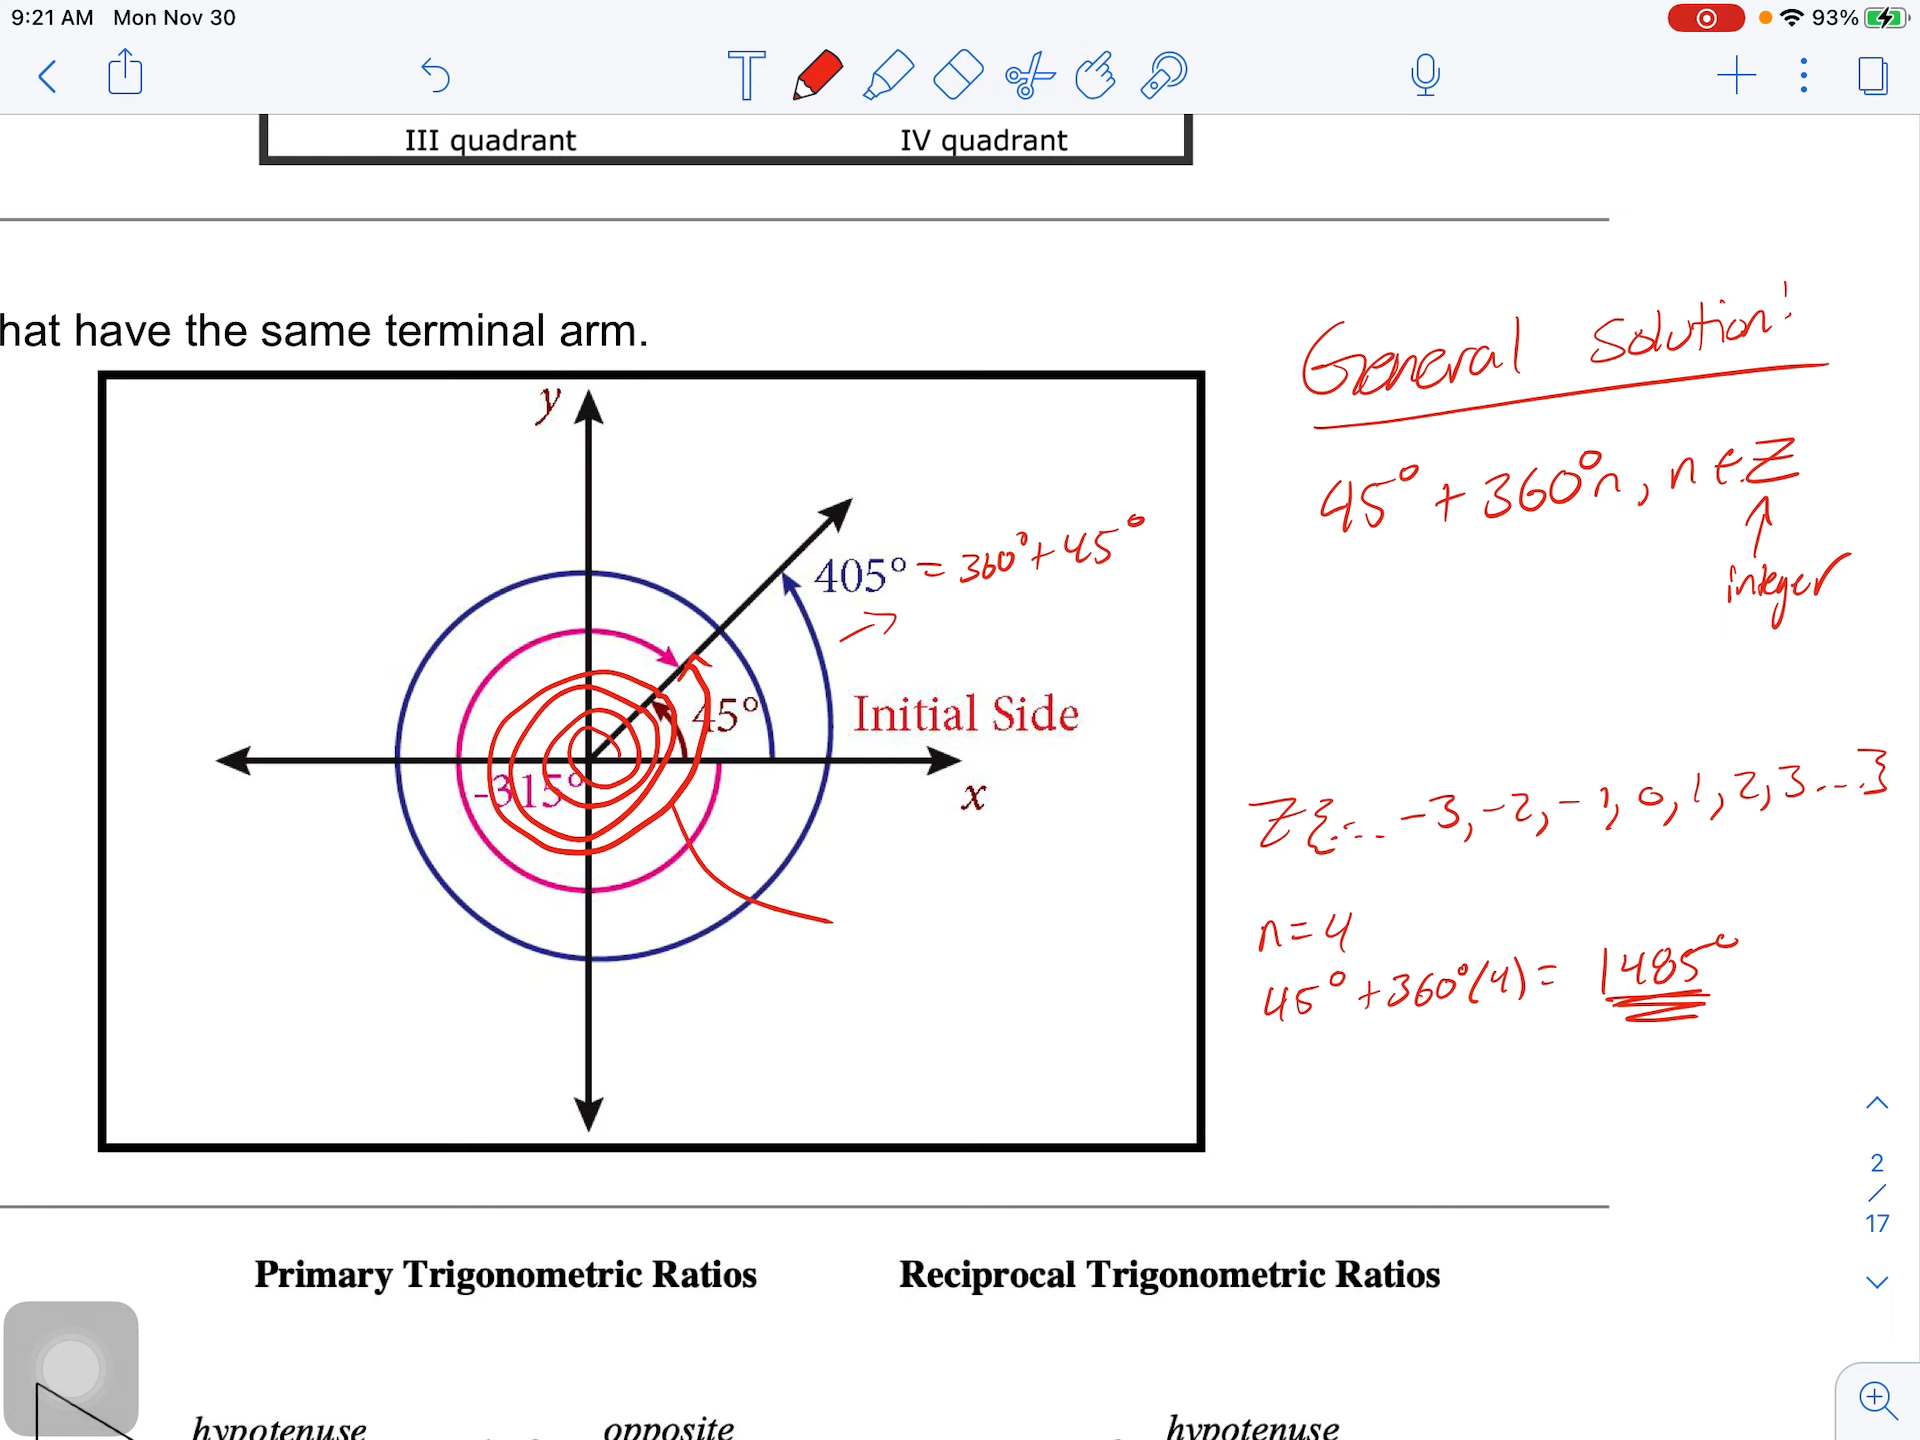 9:21 AM Mon Nov 30
93%
T
III quadrant IV quadrant
hat have the same terminal arm.
General Solution:
y
45° + 360°n, n ∈ Z
integer
405° = 360° + 45°
45°
Initial Side
-315°
x
Z {... -3, -2, -1, 0, 1, 2, 3...}
n=4
45° + 360°(4) = 1485°
2
/
17
Primary Trigonometric Ratios Reciprocal Trigonometric Ratios
hypotenuse opposite hypotenuse